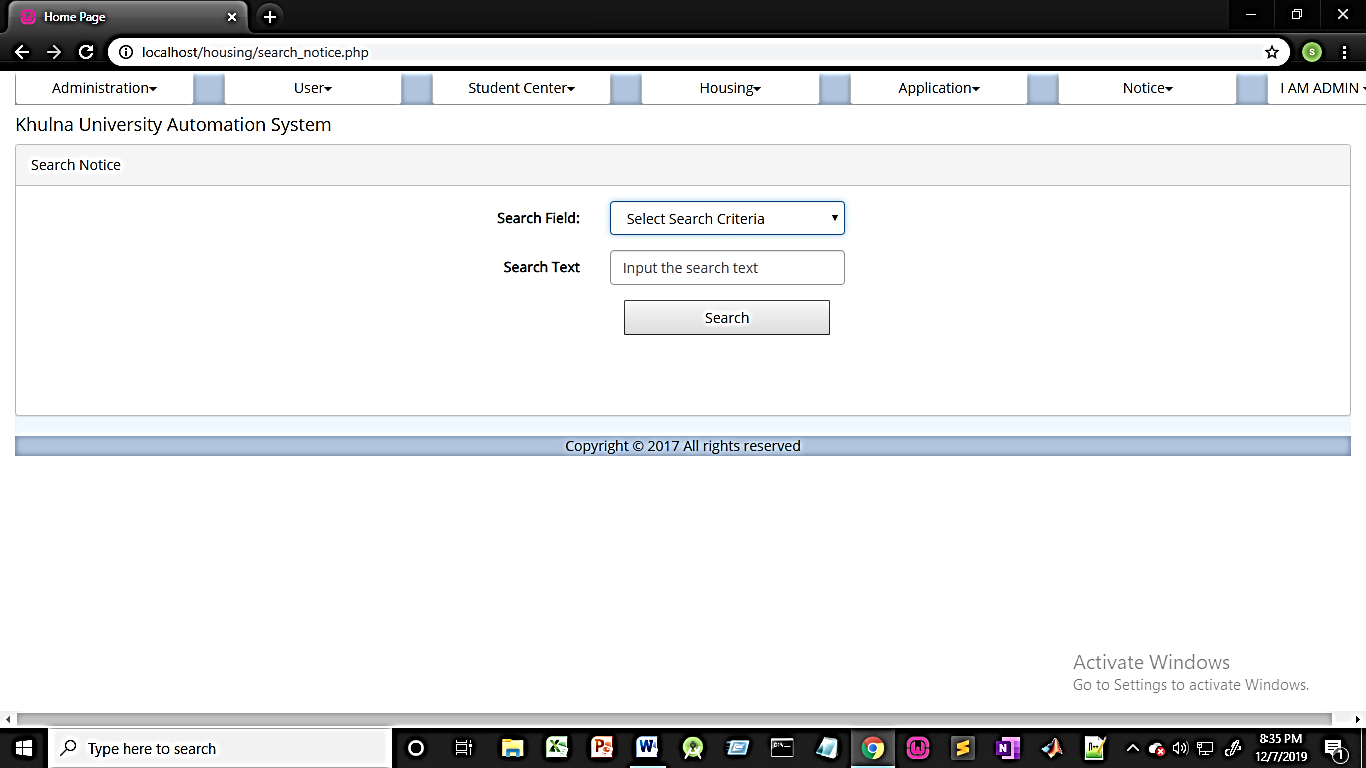 Home Page
localhost/housing/search_notice.php
S
Administration User Student Center Housing Application Notice I AM ADMIN
Khulna University Automation System
Search Notice
Search Field: Select Search Criteria
Search Text Input the search text
Search
Copyright © 2017 All rights reserved
Activate Windows
Go to Settings to activate Windows.
Type here to search
8:35 PM
12/7/2019
1